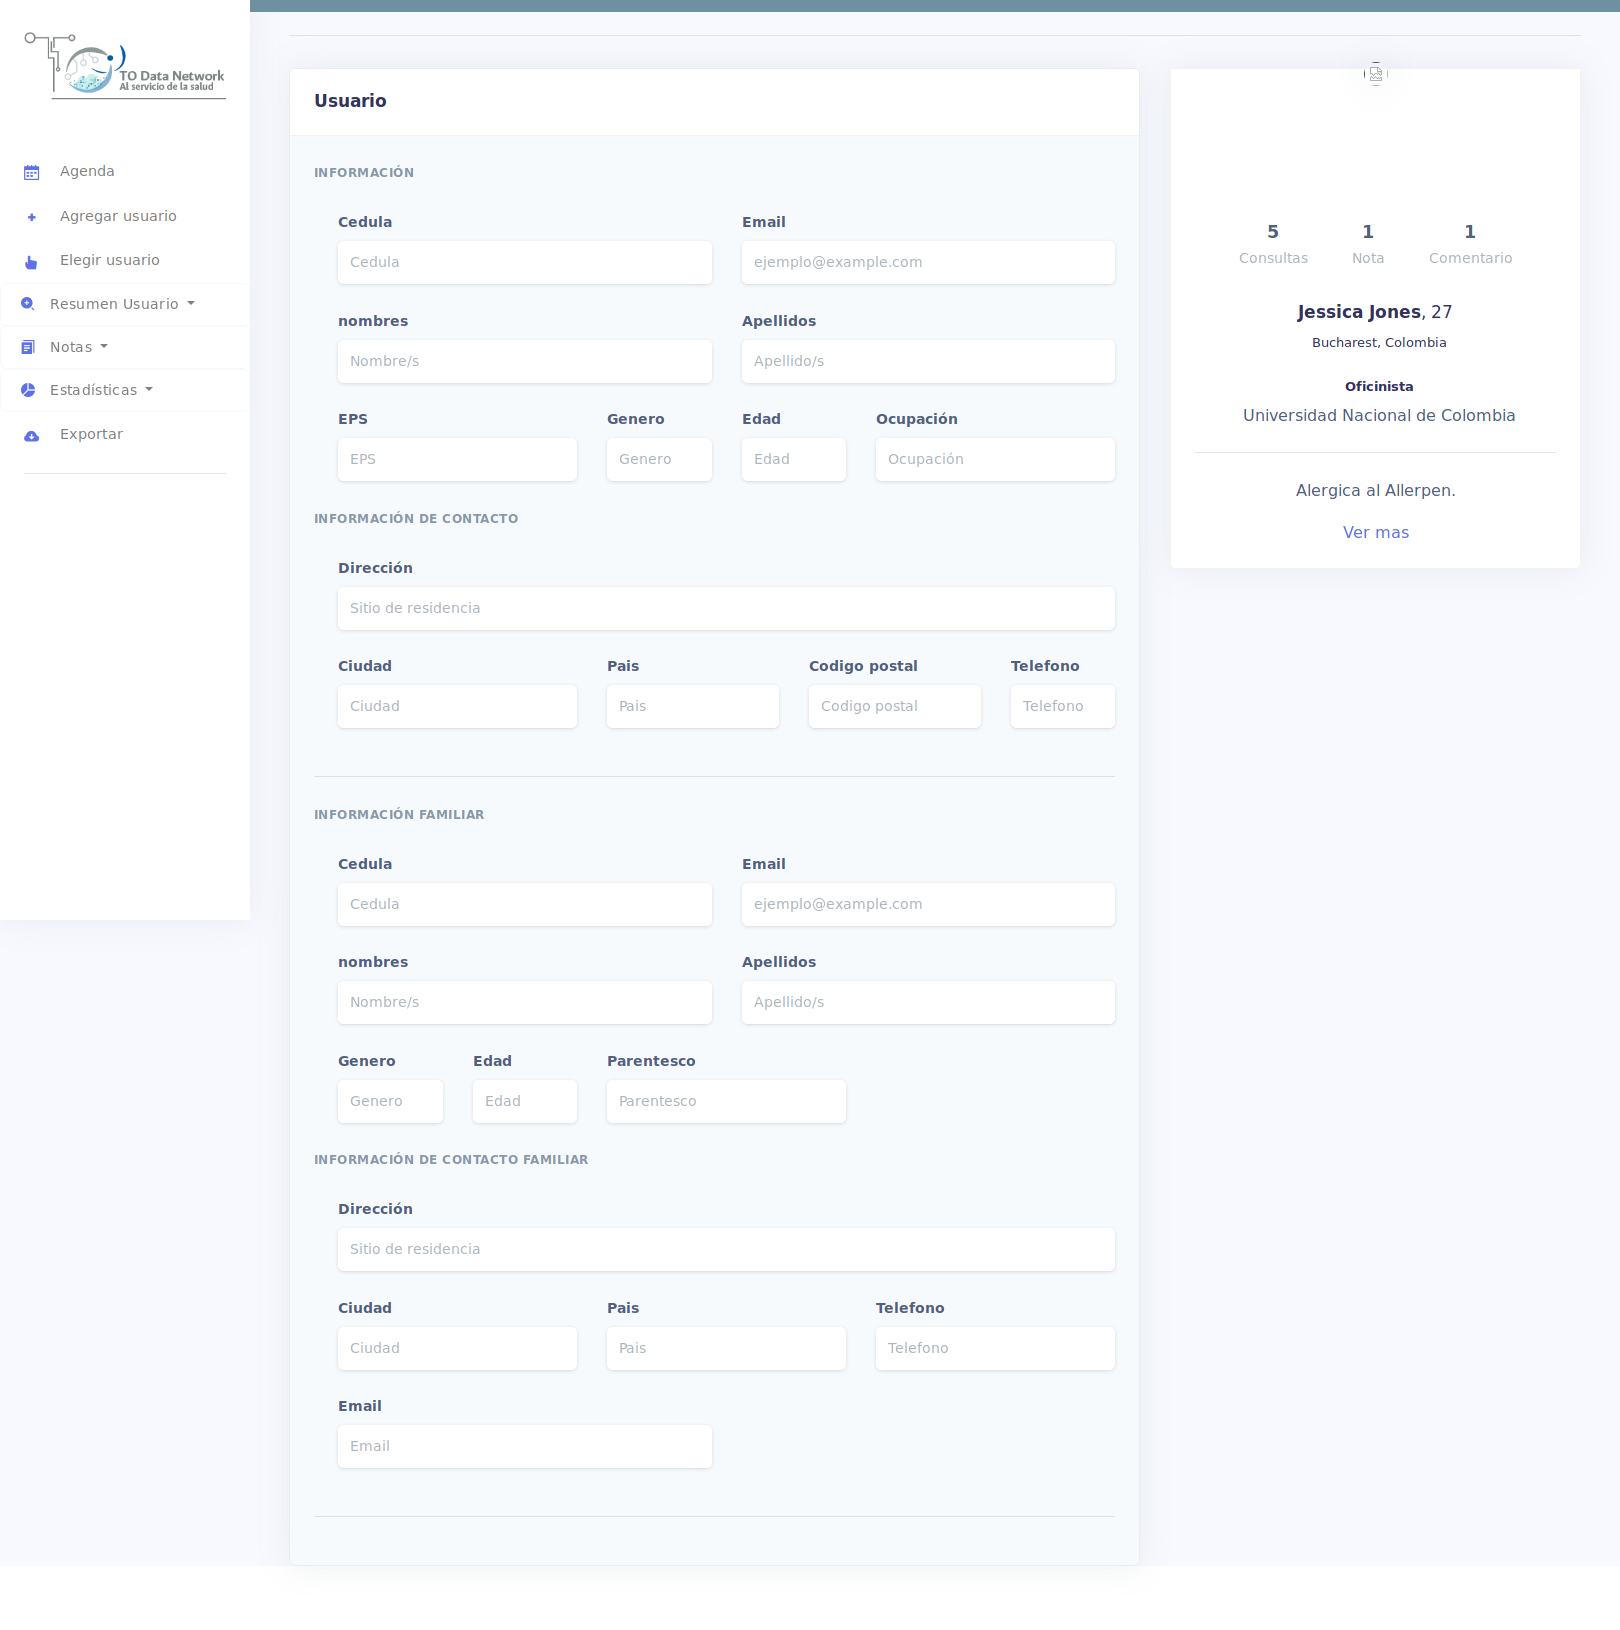 TO Data Network
Al servicio de la salud
Agenda
Agregar usuario
Elegir usuario
Resumen Usuario
Notas
Estadísticas
Exportar
Usuario
INFORMACIÓN
Cedula Email
Cedula ejemplo@example.com
nombres Apellidos
Nombre/s Apellido/s
EPS Genero Edad Ocupación
EPS Genero Edad Ocupación
INFORMACIÓN DE CONTACTO
Dirección
Sitio de residencia
Ciudad Pais Codigo postal Telefono
Ciudad Pais Codigo postal Telefono
INFORMACIÓN FAMILIAR
Cedula Email
Cedula ejemplo@example.com
nombres Apellidos
Nombre/s Apellido/s
Genero Edad Parentesco
Genero Edad Parentesco
INFORMACIÓN DE CONTACTO FAMILIAR
Dirección
Sitio de residencia
Ciudad Pais Telefono
Ciudad Pais Telefono
Email
Email
5 1 1
Consultas Nota Comentario
Jessica Jones, 27
Bucharest, Colombia
Oficinista
Universidad Nacional de Colombia
Alergica al Allerpen.
Ver mas